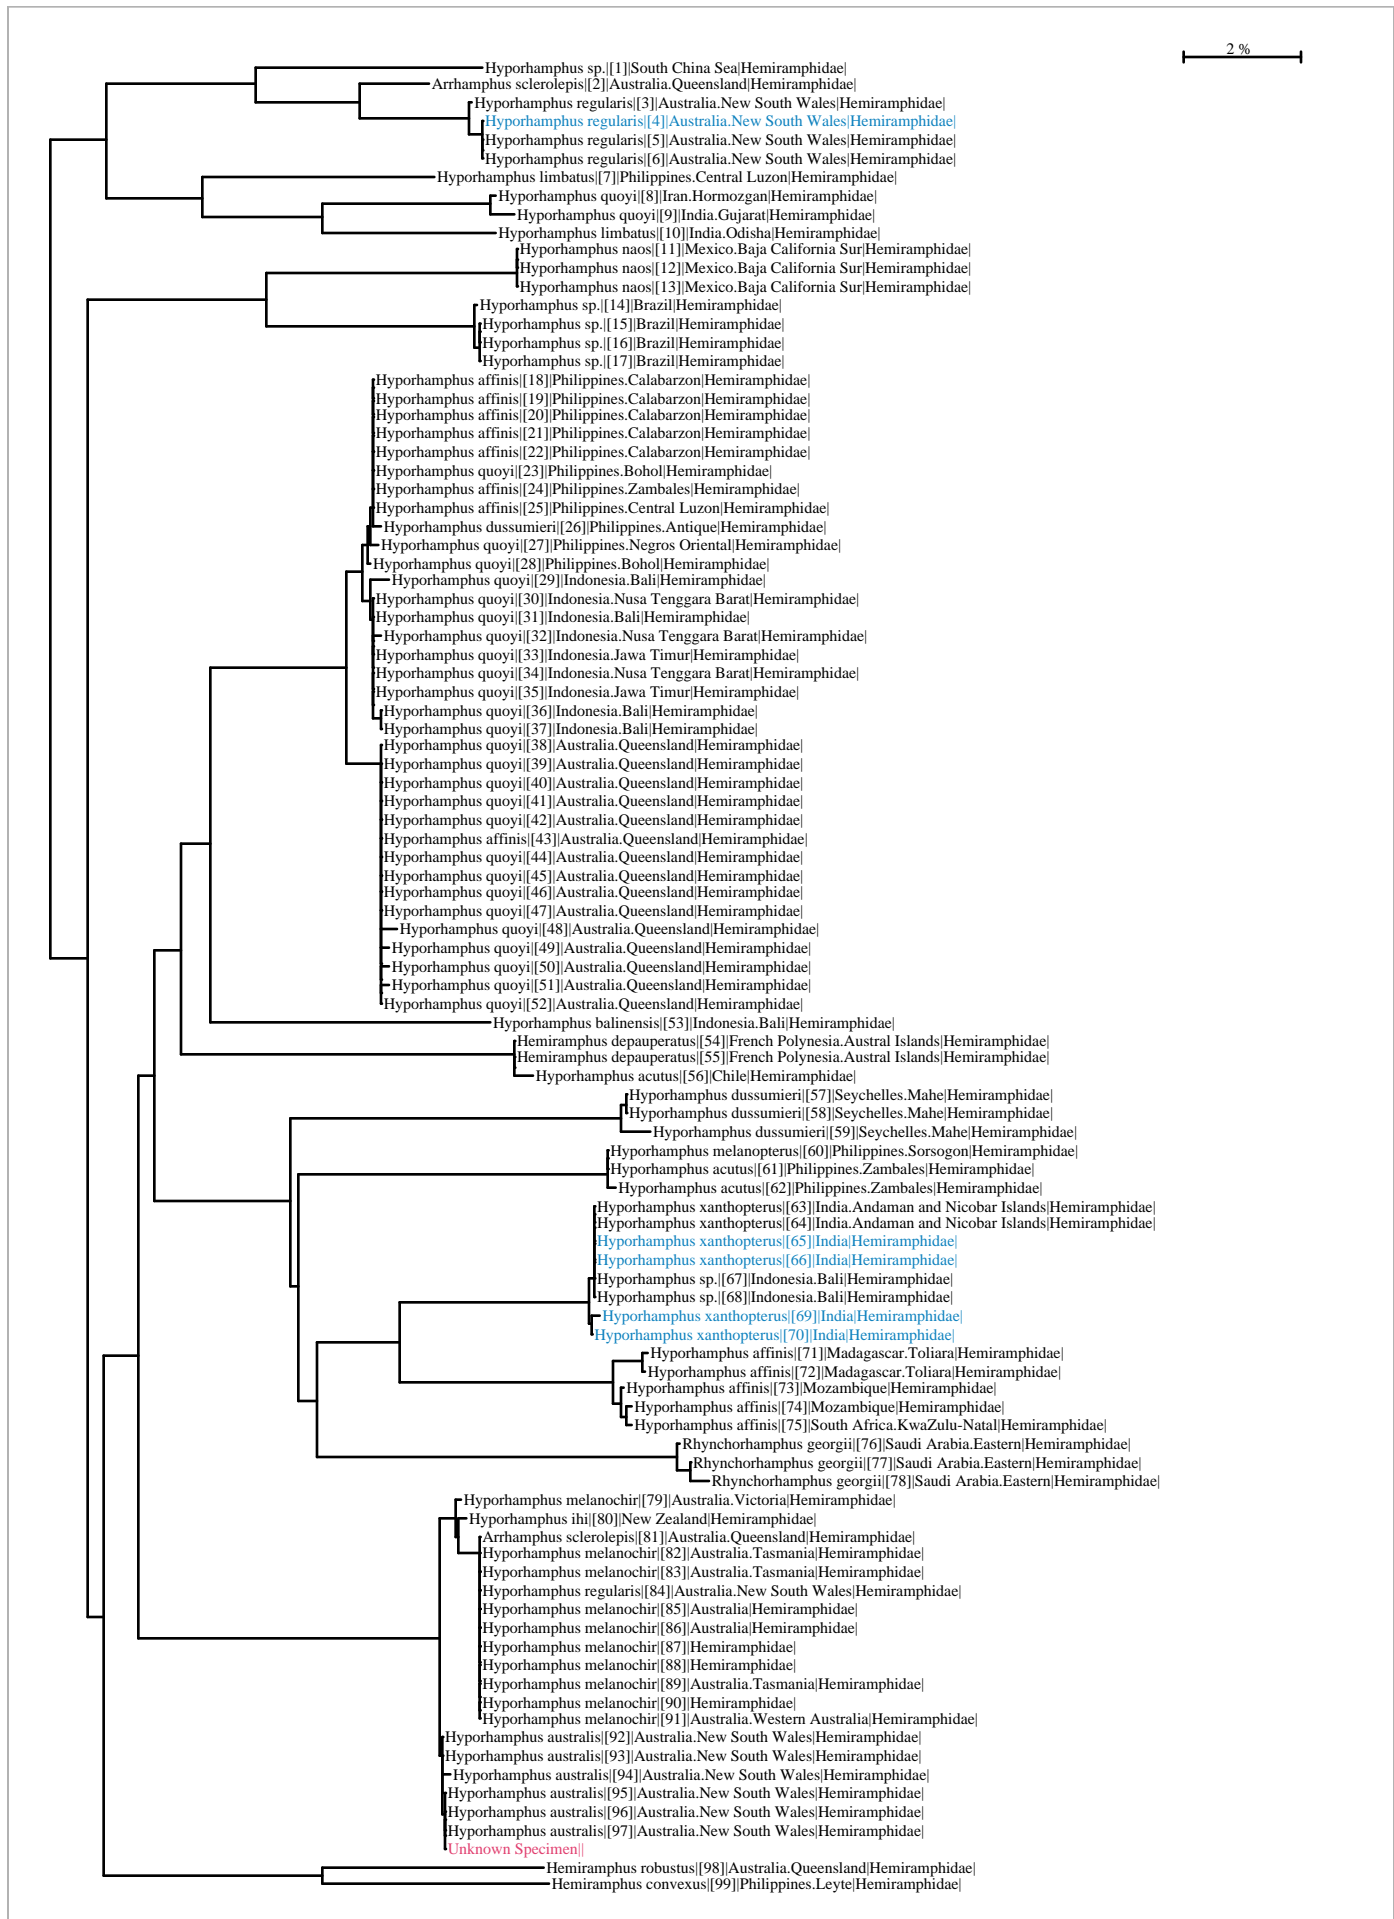 2 %
Hyporhamphus sp.|[1]|South China Sea|Hemiramphidae|
Arrhamphus sclerolepis|[2]|Australia.Queensland|Hemiramphidae|
Hyporhamphus regularis|[3]|Australia.New South Wales|Hemiramphidae|
Hyporhamphus regularis|[4]|Australia.New South Wales|Hemiramphidae|
Hyporhamphus regularis|[5]|Australia.New South Wales|Hemiramphidae|
Hyporhamphus regularis|[6]|Australia.New South Wales|Hemiramphidae|
Hyporhamphus limbatus|[7]|Philippines.Central Luzon|Hemiramphidae|
Hyporhamphus quoyi|[8]|Iran.Hormozgan|Hemiramphidae|
Hyporhamphus quoyi|[9]|India.Gujarat|Hemiramphidae|
Hyporhamphus limbatus|[10]|India.Odisha|Hemiramphidae|
Hyporhamphus naos|[11]|Mexico.Baja California Sur|Hemiramphidae|
Hyporhamphus naos|[12]|Mexico.Baja California Sur|Hemiramphidae|
Hyporhamphus naos|[13]|Mexico.Baja California Sur|Hemiramphidae|
Hyporhamphus sp.|[14]|Brazil|Hemiramphidae|
Hyporhamphus sp.|[15]|Brazil|Hemiramphidae|
Hyporhamphus sp.|[16]|Brazil|Hemiramphidae|
Hyporhamphus sp.|[17]|Brazil|Hemiramphidae|
Hyporhamphus affinis|[18]|Philippines.Calabarzon|Hemiramphidae|
Hyporhamphus affinis|[19]|Philippines.Calabarzon|Hemiramphidae|
Hyporhamphus affinis|[20]|Philippines.Calabarzon|Hemiramphidae|
Hyporhamphus affinis|[21]|Philippines.Calabarzon|Hemiramphidae|
Hyporhamphus affinis|[22]|Philippines.Calabarzon|Hemiramphidae|
Hyporhamphus quoyi|[23]|Philippines.Bohol|Hemiramphidae|
Hyporhamphus affinis|[24]|Philippines.Zambales|Hemiramphidae|
Hyporhamphus affinis|[25]|Philippines.Central Luzon|Hemiramphidae|
Hyporhamphus dussumieri|[26]|Philippines.Antique|Hemiramphidae|
Hyporhamphus quoyi|[27]|Philippines.Negros Oriental|Hemiramphidae|
Hyporhamphus quoyi|[28]|Philippines.Bohol|Hemiramphidae|
Hyporhamphus quoyi|[29]|Indonesia.Bali|Hemiramphidae|
Hyporhamphus quoyi|[30]|Indonesia.Nusa Tenggara Barat|Hemiramphidae|
Hyporhamphus quoyi|[31]|Indonesia.Bali|Hemiramphidae|
Hyporhamphus quoyi|[32]|Indonesia.Nusa Tenggara Barat|Hemiramphidae|
Hyporhamphus quoyi|[33]|Indonesia.Jawa Timur|Hemiramphidae|
Hyporhamphus quoyi|[34]|Indonesia.Nusa Tenggara Barat|Hemiramphidae|
Hyporhamphus quoyi|[35]|Indonesia.Jawa Timur|Hemiramphidae|
Hyporhamphus quoyi|[36]|Indonesia.Bali|Hemiramphidae|
Hyporhamphus quoyi|[37]|Indonesia.Bali|Hemiramphidae|
Hyporhamphus quoyi|[38]|Australia.Queensland|Hemiramphidae|
Hyporhamphus quoyi|[39]|Australia.Queensland|Hemiramphidae|
Hyporhamphus quoyi|[40]|Australia.Queensland|Hemiramphidae|
Hyporhamphus quoyi|[41]|Australia.Queensland|Hemiramphidae|
Hyporhamphus quoyi|[42]|Australia.Queensland|Hemiramphidae|
Hyporhamphus affinis|[43]|Australia.Queensland|Hemiramphidae|
Hyporhamphus quoyi|[44]|Australia.Queensland|Hemiramphidae|
Hyporhamphus quoyi|[45]|Australia.Queensland|Hemiramphidae|
Hyporhamphus quoyi|[46]|Australia.Queensland|Hemiramphidae|
Hyporhamphus quoyi|[47]|Australia.Queensland|Hemiramphidae|
Hyporhamphus quoyi|[48]|Australia.Queensland|Hemiramphidae|
Hyporhamphus quoyi|[49]|Australia.Queensland|Hemiramphidae|
Hyporhamphus quoyi|[50]|Australia.Queensland|Hemiramphidae|
Hyporhamphus quoyi|[51]|Australia.Queensland|Hemiramphidae|
Hyporhamphus quoyi|[52]|Australia.Queensland|Hemiramphidae|
Hyporhamphus balinensis|[53]|Indonesia.Bali|Hemiramphidae|
Hemiramphus depauperatus|[54]|French Polynesia.Austral Islands|Hemiramphidae|
Hemiramphus depauperatus|[55]|French Polynesia.Austral Islands|Hemiramphidae|
Hyporhamphus acutus|[56]|Chile|Hemiramphidae|
Hyporhamphus dussumieri|[57]|Seychelles.Mahe|Hemiramphidae|
Hyporhamphus dussumieri|[58]|Seychelles.Mahe|Hemiramphidae|
Hyporhamphus dussumieri|[59]|Seychelles.Mahe|Hemiramphidae|
Hyporhamphus melanopterus|[60]|Philippines.Sorsogon|Hemiramphidae|
Hyporhamphus acutus|[61]|Philippines.Zambales|Hemiramphidae|
Hyporhamphus acutus|[62]|Philippines.Zambales|Hemiramphidae|
Hyporhamphus xanthopterus|[63]|India.Andaman and Nicobar Islands|Hemiramphidae|
Hyporhamphus xanthopterus|[64]|India.Andaman and Nicobar Islands|Hemiramphidae|
Hyporhamphus xanthopterus|[65]|India|Hemiramphidae|
Hyporhamphus xanthopterus|[66]|India|Hemiramphidae|
Hyporhamphus sp.|[67]|Indonesia.Bali|Hemiramphidae|
Hyporhamphus sp.|[68]|Indonesia.Bali|Hemiramphidae|
Hyporhamphus xanthopterus|[69]|India|Hemiramphidae|
Hyporhamphus xanthopterus|[70]|India|Hemiramphidae|
Hyporhamphus affinis|[71]|Madagascar.Toliara|Hemiramphidae|
Hyporhamphus affinis|[72]|Madagascar.Toliara|Hemiramphidae|
Hyporhamphus affinis|[73]|Mozambique|Hemiramphidae|
Hyporhamphus affinis|[74]|Mozambique|Hemiramphidae|
Hyporhamphus affinis|[75]|South Africa.KwaZulu-Natal|Hemiramphidae|
Rhynchorhamphus georgii|[76]|Saudi Arabia.Eastern|Hemiramphidae|
Rhynchorhamphus georgii|[77]|Saudi Arabia.Eastern|Hemiramphidae|
Rhynchorhamphus georgii|[78]|Saudi Arabia.Eastern|Hemiramphidae|
Hyporhamphus melanochir|[79]|Australia.Victoria|Hemiramphidae|
Hyporhamphus ihi|[80]|New Zealand|Hemiramphidae|
Arrhamphus sclerolepis|[81]|Australia.Queensland|Hemiramphidae|
Hyporhamphus melanochir|[82]|Australia.Tasmania|Hemiramphidae|
Hyporhamphus melanochir|[83]|Australia.Tasmania|Hemiramphidae|
Hyporhamphus regularis|[84]|Australia.New South Wales|Hemiramphidae|
Hyporhamphus melanochir|[85]|Australia|Hemiramphidae|
Hyporhamphus melanochir|[86]|Australia|Hemiramphidae|
Hyporhamphus melanochir|[87]|Hemiramphidae|
Hyporhamphus melanochir|[88]|Hemiramphidae|
Hyporhamphus melanochir|[89]|Australia.Tasmania|Hemiramphidae|
Hyporhamphus melanochir|[90]|Hemiramphidae|
Hyporhamphus melanochir|[91]|Australia.Western Australia|Hemiramphidae|
Hyporhamphus australis|[92]|Australia.New South Wales|Hemiramphidae|
Hyporhamphus australis|[93]|Australia.New South Wales|Hemiramphidae|
Hyporhamphus australis|[94]|Australia.New South Wales|Hemiramphidae|
Hyporhamphus australis|[95]|Australia.New South Wales|Hemiramphidae|
Hyporhamphus australis|[96]|Australia.New South Wales|Hemiramphidae|
Hyporhamphus australis|[97]|Australia.New South Wales|Hemiramphidae|
Unknown Specimen||
Hemiramphus robustus|[98]|Australia.Queensland|Hemiramphidae|
Hemiramphus convexus|[99]|Philippines.Leyte|Hemiramphidae|